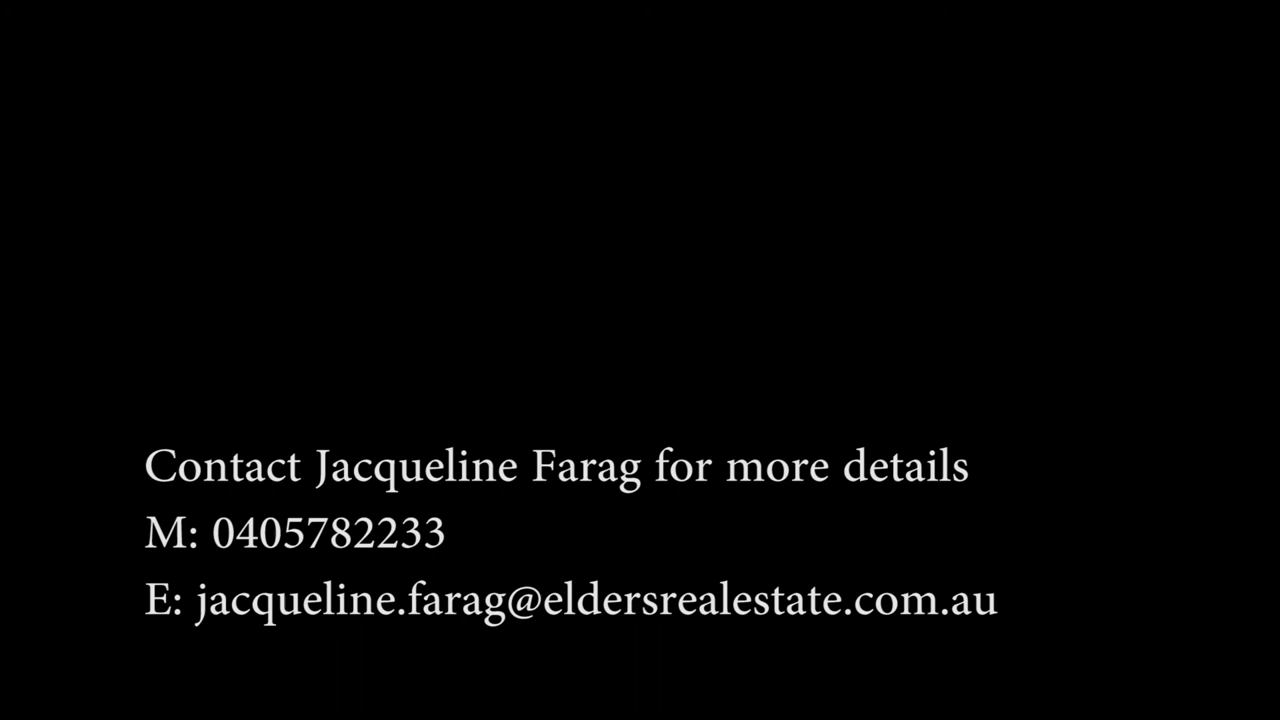 Contact Jacqueline Farag for more details
M: 0405782233
E: jacqueline.farag@eldersrealestate.com.au